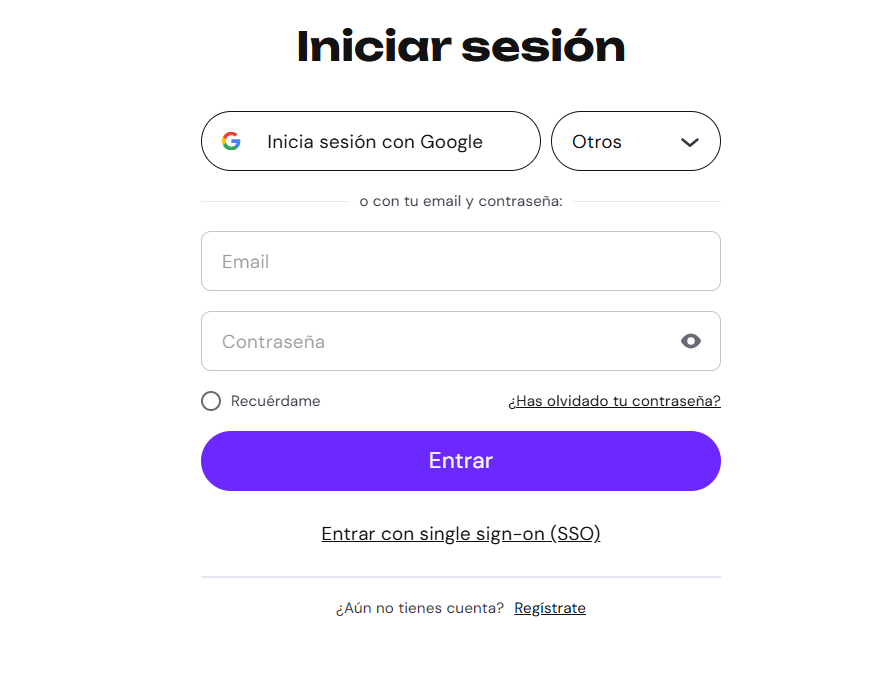 Iniciar sesión
Inicia sesión con Google
Otros
o con tu email y contraseña:
Email
Contraseña
Recuérdame
¿Has olvidado tu contraseña?
Entrar
Entrar con single sign-on (SSO)
¿Aún no tienes cuenta? Regístrate